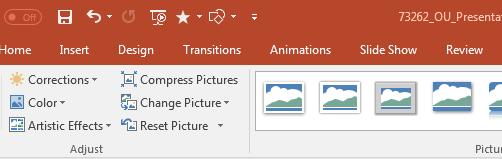 Off 73262_OU_Presentat
Home Insert Design Transitions Animations Slide Show Review
Corrections Compress Pictures
Color Change Picture
Artistic Effects Reset Picture
Adjust Pictur